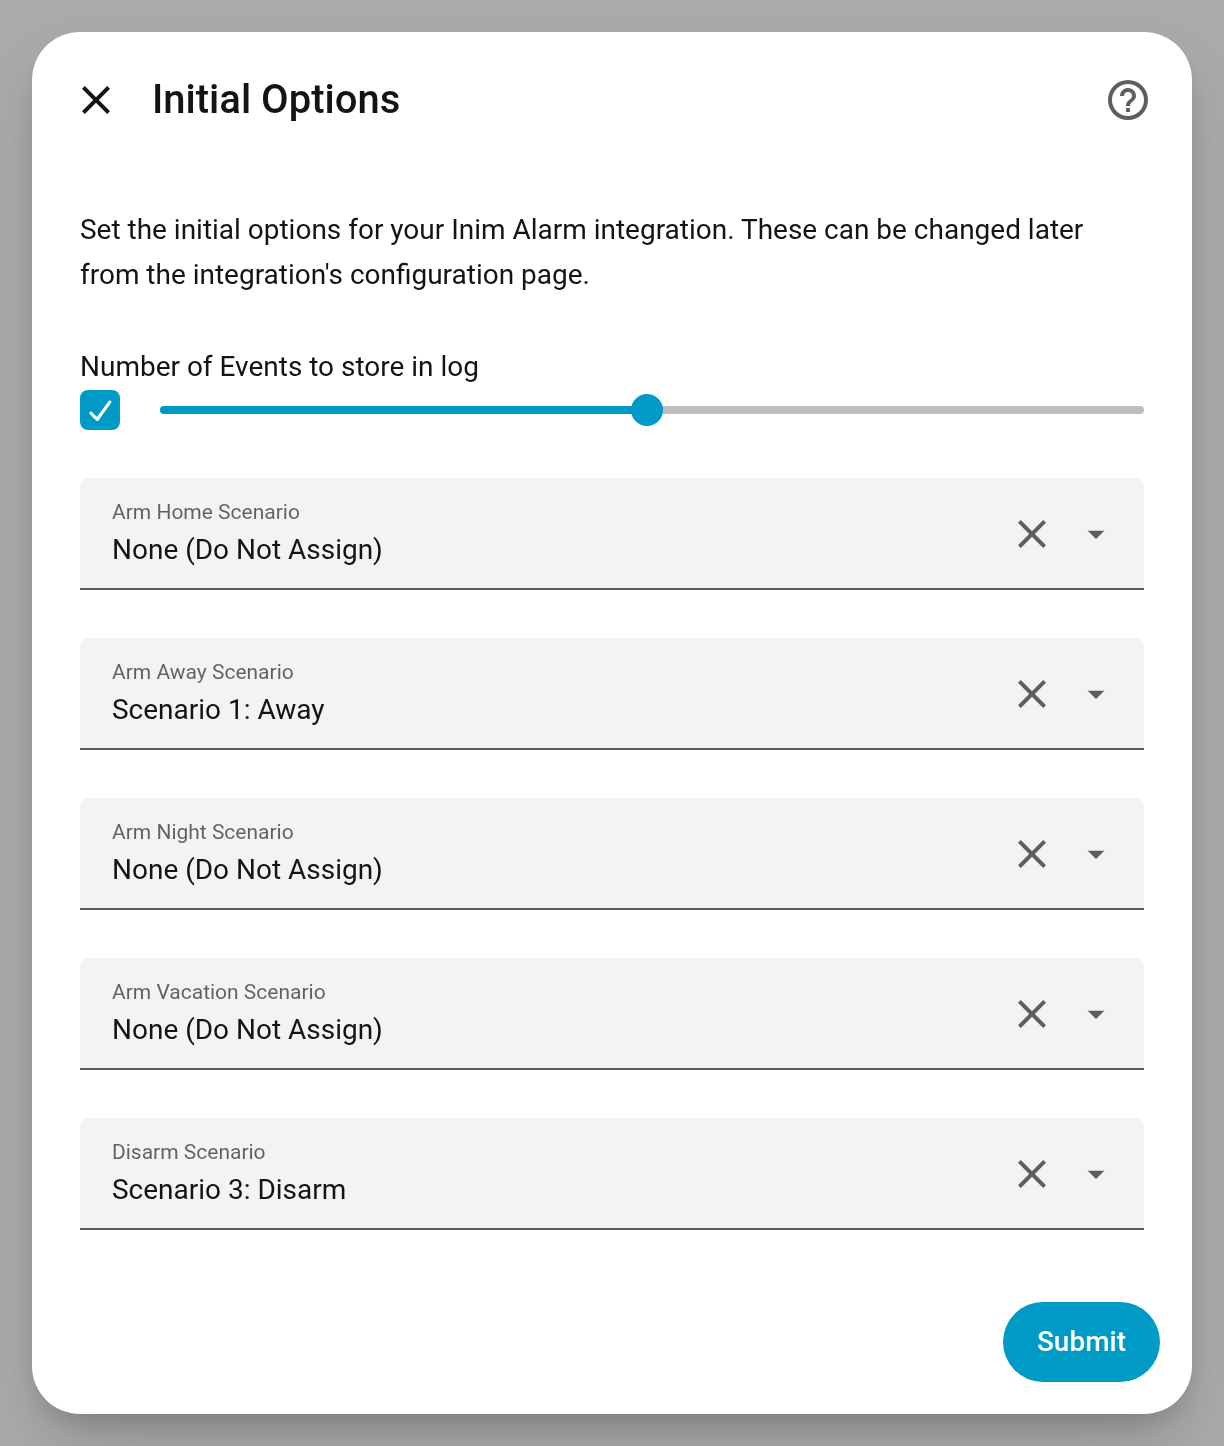 Initial Options
Set the initial options for your Inim Alarm integration. These can be changed later
from the integration's configuration page.
Number of Events to store in log
Arm Home Scenario
None (Do Not Assign)
Arm Away Scenario
Scenario 1: Away
Arm Night Scenario
None (Do Not Assign)
Arm Vacation Scenario
None (Do Not Assign)
Disarm Scenario
Scenario 3: Disarm
Submit